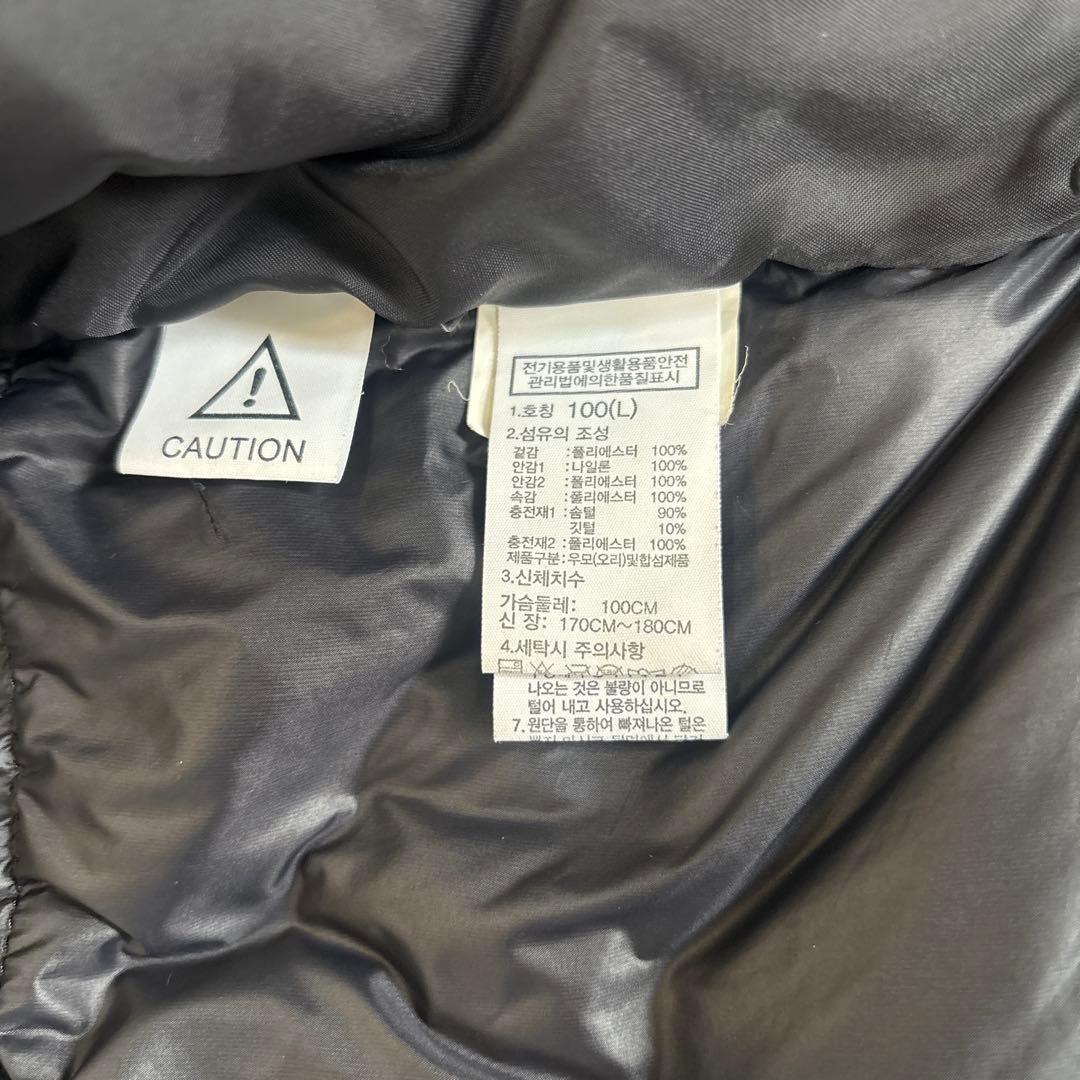 CAUTION
전기용품및생활용품안전
관리법에의한품질표시
1.호칭 100(L)
2.섬유의 조성
겉감 :폴리에스터 100%
안감1 :나일론 100%
안감2 :폴리에스터 100%
속감 :폴리에스터 100%
충전재1 :솜털 90%
깃털 10%
충전재2 :폴리에스터 100%
제품구분:우모(오리)및합섬제품
3.신체치수
가슴둘레: 100CM
신 장: 170CM~180CM
4.세탁시 주의사항
나오는 것은 불량이 아니므로
털어 내고 사용하십시오.
7.원단을 통하여 빠져나온 털은